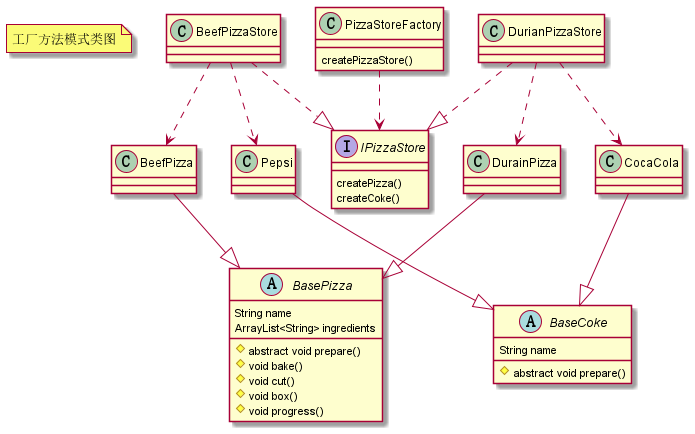 工厂方法模式类图
C BeefPizzaStore
C PizzaStoreFactory
createPizzaStore()
C DurianPizzaStore
C BeefPizza
C Pepsi
I IPizzaStore
createPizza()
createCoke()
C DurainPizza
C CocaCola
A BasePizza
String name
ArrayList<String> ingredients
abstract void prepare()
void bake()
void cut()
void box()
void progress()
A BaseCoke
String name
abstract void prepare()